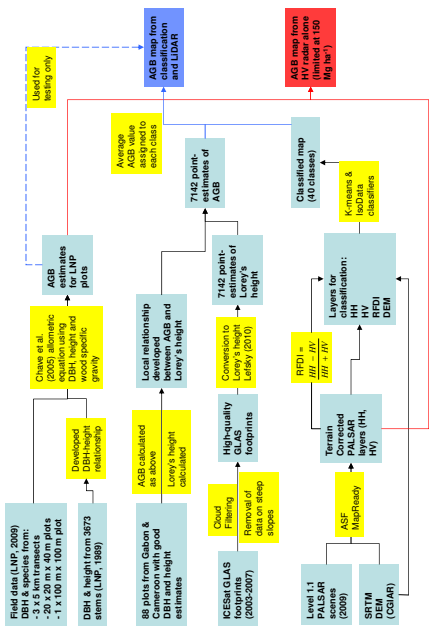 Field data (LNP, 2009)
DBH & species from:
- 3 x 5 km transects
- 20 x 20 m x 40 m plots
- 1 x 100 m x 100 m plot
DBH & height from 3673
stems (LNP, 1989)
Developed
DBH-height
relationship
Chave et al.
(2005) allometric
equation using
DBH, height and
wood specific
gravity
AGB
estimates
for LNP
plots
Used for
testing only
AGB map from
classification
and LiDAR
AGB map from
HV radar alone
(limited at 150
Mg ha⁻¹)
88 plots from Gabon &
Cameroon with good
DBH and height
estimates
AGB calculated
as above
Lorey's height
calculated
Local relationship
developed
between AGB and
Lorey's height
Average
AGB value
assigned to
each class
7142 point-
estimates of
AGB
ICESat GLAS
footprints
(2003-2007)
Cloud
Filtering
Removal of
data on steep
slopes
High-quality
GLAS
footprints
Conversion to
Lorey's height
Lefsky (2010)
7142 point-
estimates of
Lorey's
height
Classified map
(40 classes)
K-means &
IsoData
classifiers
Level 1.1
PALSAR
scenes
(2009)
SRTM
DEM
(CGIAR)
ASF
MapReady
Terrain
Corrected
PALSAR
layers (HH,
HV)
RFDI =
HH − HV
HH + HV
Layers for
classification:
HH
HV
RFDI
DEM